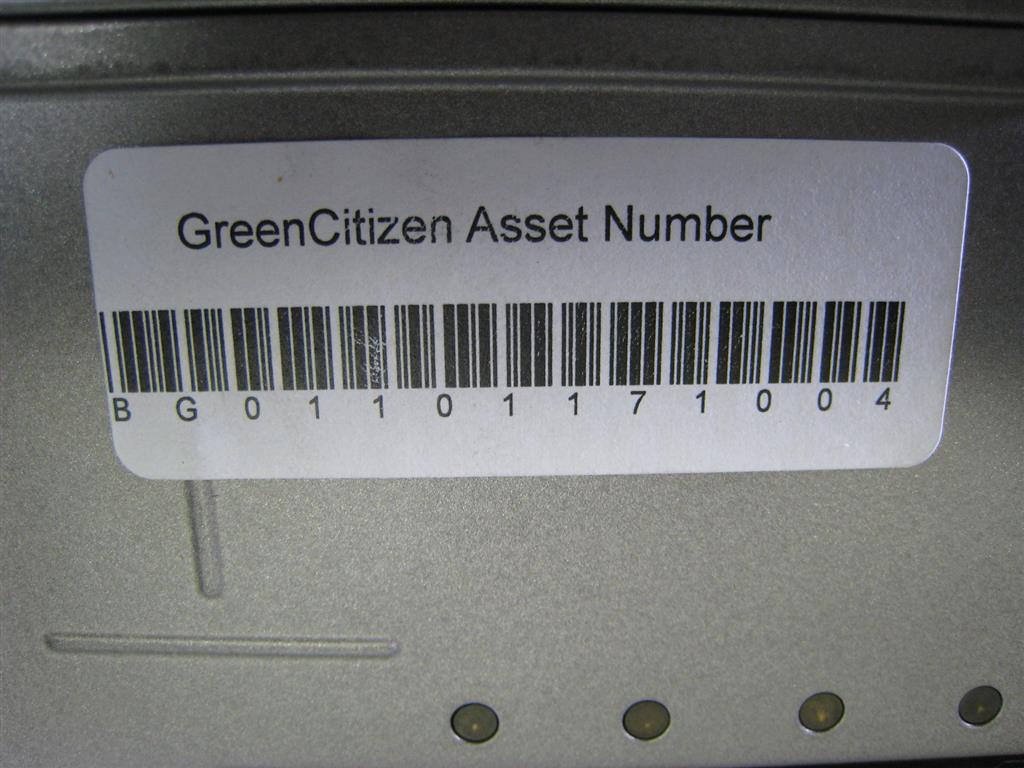 GreenCitizen Asset Number
B G 0 1 1 0 1 1 7 1 0 0 4